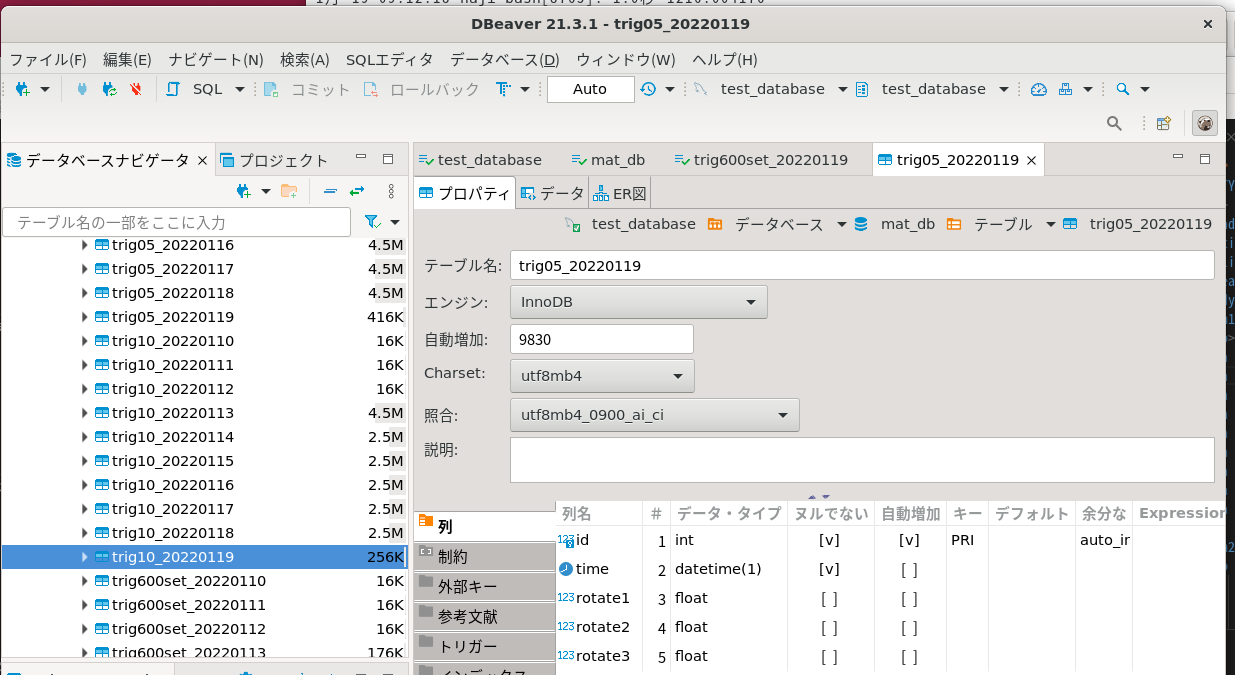 DBeaver 21.3.1 - trig05_20220119
ファイル(F) 編集(E) ナビゲート(N) 検索(A) SQLエディタ データベース(D) ウィンドウ(W) ヘルプ(H)
SQL コミット ロールバック Auto test_database test_database
データベースナビゲータ プロジェクト
テーブル名の一部をここに入力
trig05_20220116 4.5M
trig05_20220117 4.5M
trig05_20220118 4.5M
trig05_20220119 416K
trig10_20220110 16K
trig10_20220111 16K
trig10_20220112 16K
trig10_20220113 4.5M
trig10_20220114 2.5M
trig10_20220115 2.5M
trig10_20220116 2.5M
trig10_20220117 2.5M
trig10_20220118 2.5M
trig10_20220119 256K
trig600set_20220110 16K
trig600set_20220111 16K
trig600set_20220112 16K
trig600set_20220113 176K
test_database mat_db trig600set_20220119 trig05_20220119
プロパティ データ ER図
test_database データベース mat_db テーブル trig05_20220119
テーブル名: trig05_20220119
エンジン: InnoDB
自動増加: 9830
Charset: utf8mb4
照合: utf8mb4_0900_ai_ci
説明:
列
制約
外部キー
参考文献
トリガー
インデックス
列名 # データ・タイプ ヌルでない 自動増加 キー デフォルト 余分な Expression
123 id 1 int [v] [v] PRI auto_ir
time 2 datetime(1) [v] [ ]
123 rotate1 3 float [ ] [ ]
123 rotate2 4 float [ ] [ ]
123 rotate3 5 float [ ] [ ]